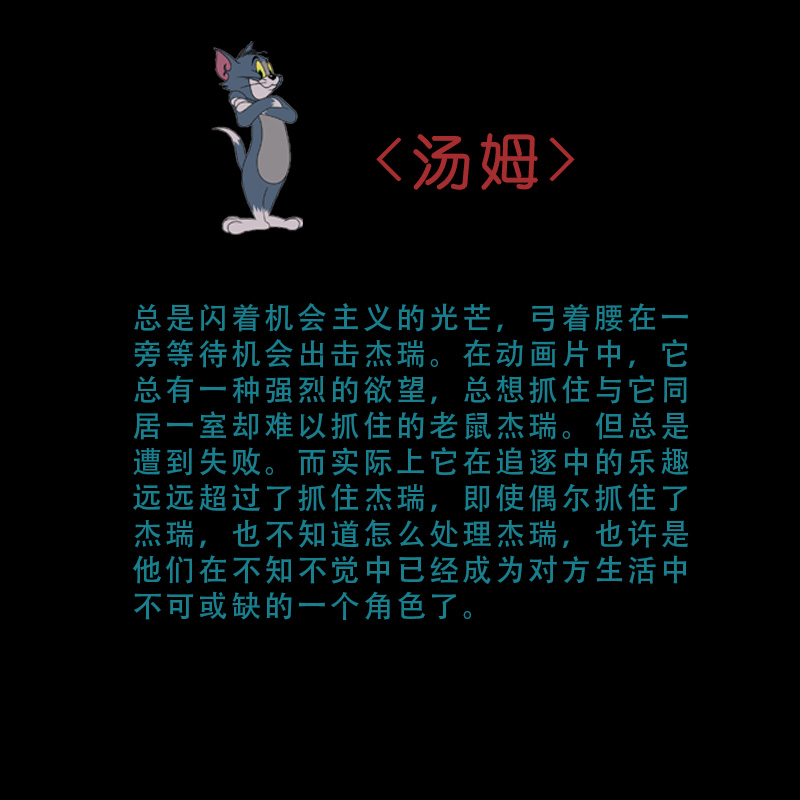 <汤姆>
总是闪着机会主义的光芒，弓着腰在一
旁等待机会出击杰瑞。在动画片中，它
总有一种强烈的欲望，总想抓住与它同
居一室却难以抓住的老鼠杰瑞。但总是
遭到失败。而实际上它在追逐中的乐趣
远远超过了抓住杰瑞，即使偶尔抓住了
杰瑞，也不知道怎么处理杰瑞，也许是
他们在不知不觉中已经成为对方生活中
不可或缺的一个角色了。